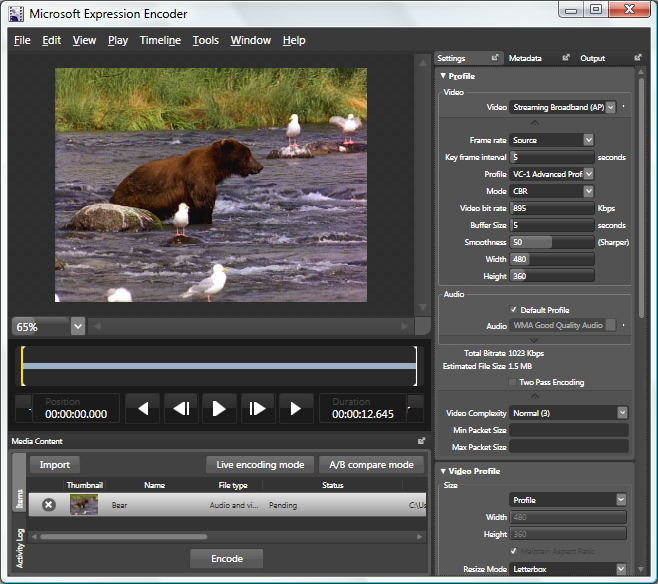 Microsoft Expression Encoder
File Edit View Play Timeline Tools Window Help
65%
Position
00:00:00.000
Duration
00:00:12.645
Media Content
Items
Activity Log
Import Live encoding mode A/B compare mode
Thumbnail Name File type Status
Bear Audio and vi... Pending C:\Us
Encode
Settings Metadata Output
Profile
Video
Video Streaming Broadband (AP)
Frame rate Source
Key frame interval 5 seconds
Profile VC-1 Advanced Profi
Mode CBR
Video bit rate 895 Kbps
Buffer Size 5 seconds
Smoothness 50 (Sharper)
Width 480
Height 360
Audio
Default Profile
Audio WMA Good Quality Audio
Total Bitrate 1023 Kbps
Estimated File Size 1.5 MB
Two Pass Encoding
Video Complexity Normal (3)
Min Packet Size
Max Packet Size
Video Profile
Size
Profile
Width 480
Height 360
Maintain Aspect Ratio
Resize Mode Letterbox